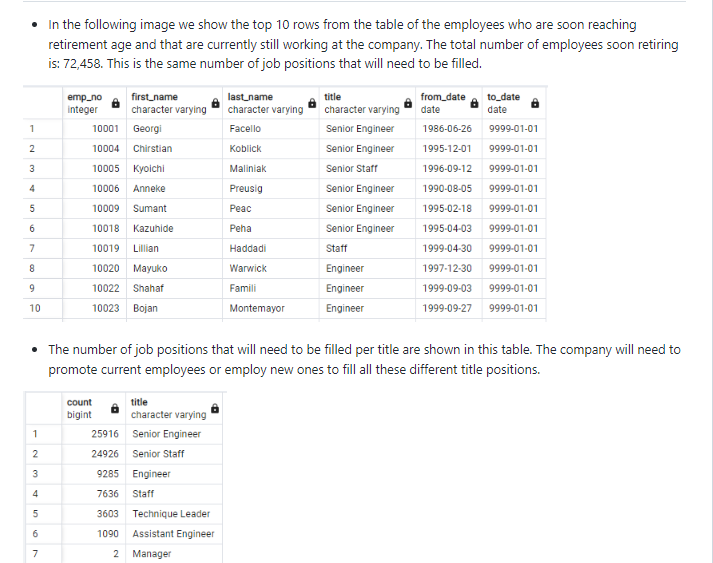 • In the following image we show the top 10 rows from the table of the employees who are soon reaching
retirement age and that are currently still working at the company. The total number of employees soon retiring
is: 72,458. This is the same number of job positions that will need to be filled.
emp_no first_name last_name title from_date to_date
integer character varying character varying character varying date date
1 10001 Georgi Facello Senior Engineer 1986-06-26 9999-01-01
2 10004 Chirstian Koblick Senior Engineer 1995-12-01 9999-01-01
3 10005 Kyoichi Maliniak Senior Staff 1996-09-12 9999-01-01
4 10006 Anneke Preusig Senior Engineer 1990-08-05 9999-01-01
5 10009 Sumant Peac Senior Engineer 1995-02-18 9999-01-01
6 10018 Kazuhide Peha Senior Engineer 1995-04-03 9999-01-01
7 10019 Lillian Haddadi Staff 1999-04-30 9999-01-01
8 10020 Mayuko Warwick Engineer 1997-12-30 9999-01-01
9 10022 Shahaf Famili Engineer 1999-09-03 9999-01-01
10 10023 Bojan Montemayor Engineer 1999-09-27 9999-01-01
• The number of job positions that will need to be filled per title are shown in this table. The company will need to
promote current employees or employ new ones to fill all these different title positions.
count title
bigint character varying
1 25916 Senior Engineer
2 24926 Senior Staff
3 9285 Engineer
4 7636 Staff
5 3603 Technique Leader
6 1090 Assistant Engineer
7 2 Manager